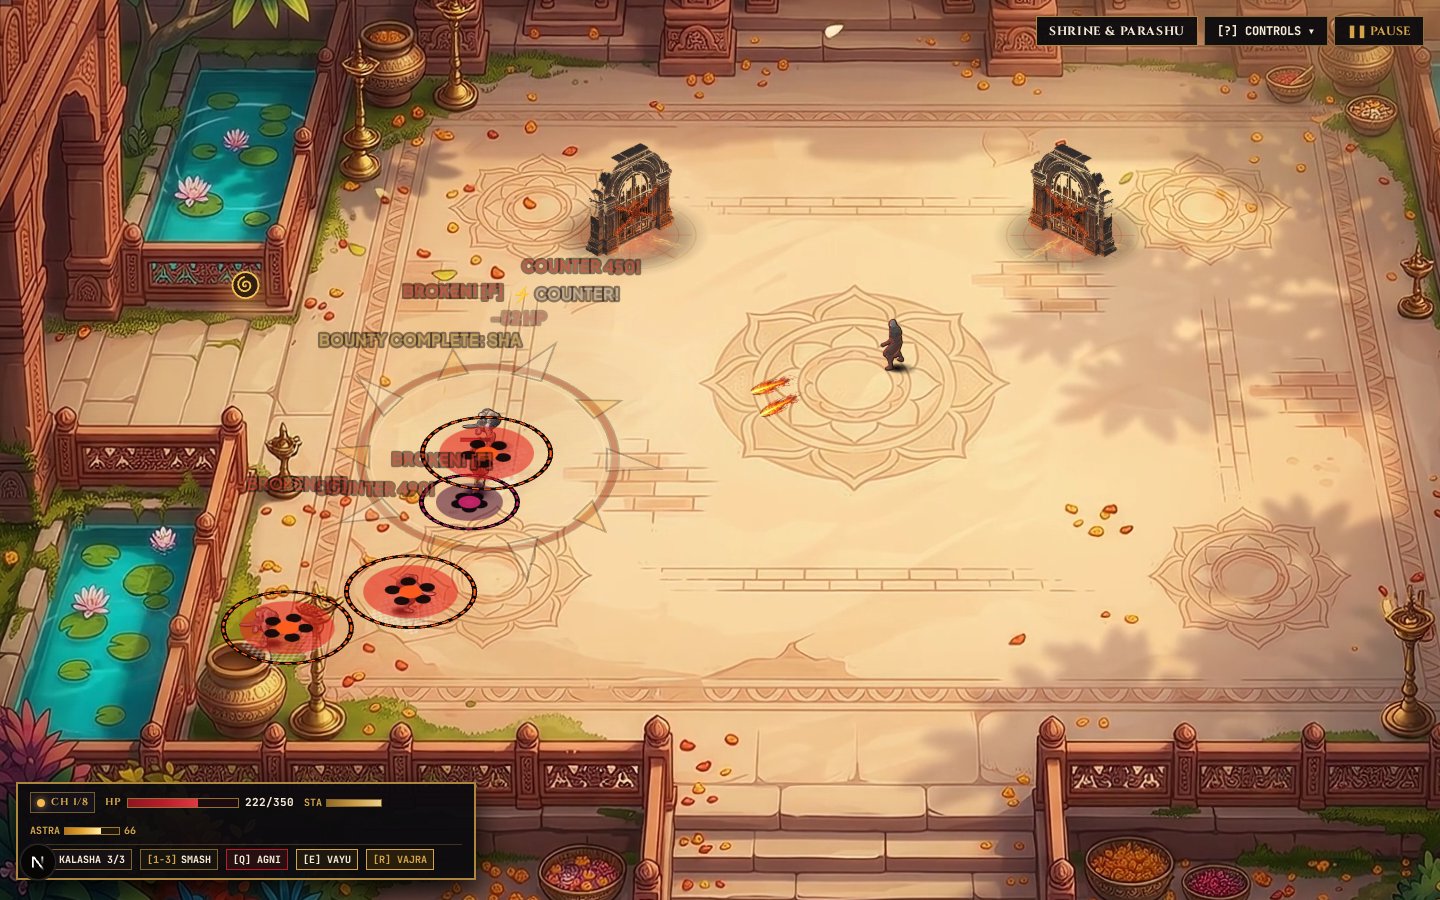 SHRINE & PARASHU
[?] CONTROLS ▾
❚❚ PAUSE
COUNTER 450!
BROKEN! [F]
⚡ COUNTER!
BOUNTY COMPLETE: SHA
BROKEN! [F]
CH 1/8
HP
222/350
STA
ASTRA
66
N
KALASHA 3/3
[1-3] SMASH
[Q] AGNI
[E] VAYU
[R] VAJRA